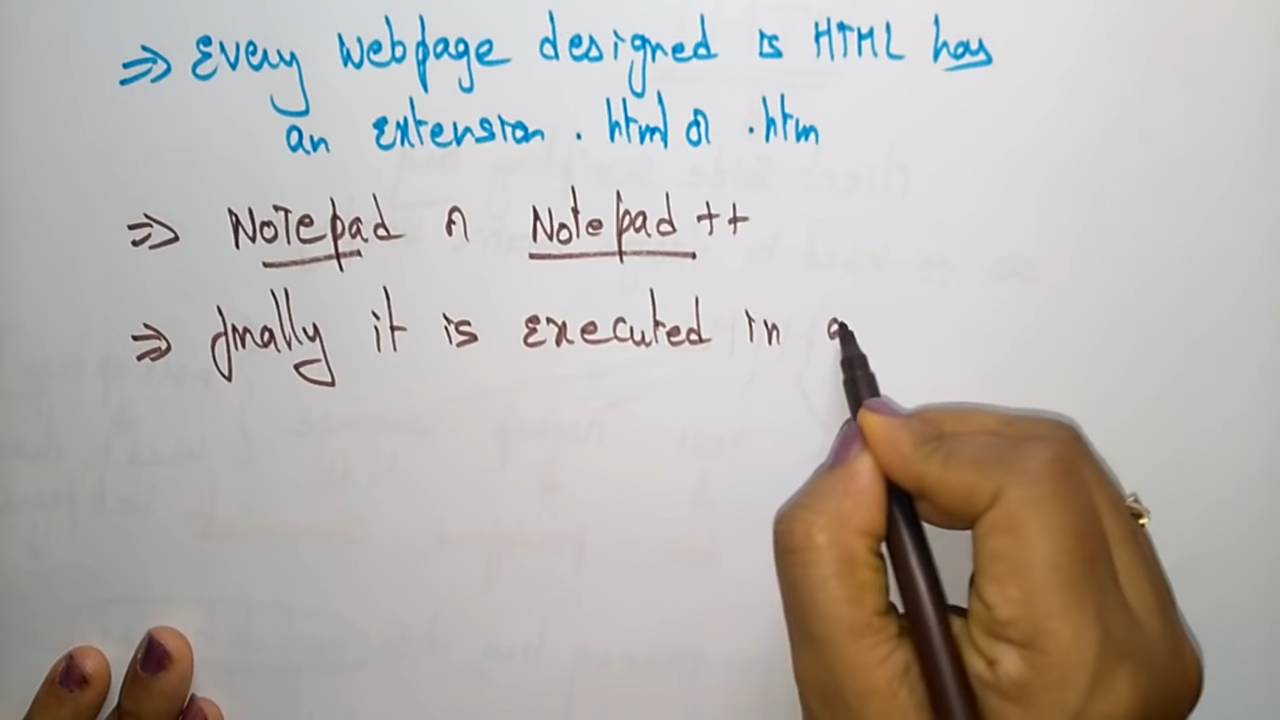 ⇒ Every webpage designed is HTML has
an extension .html or .htm
⇒ Notepad or Notepad ++
⇒ finally it is executed in a